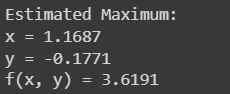 Estimated Maximum:
x = 1.1687
y = -0.1771
f(x, y) = 3.6191